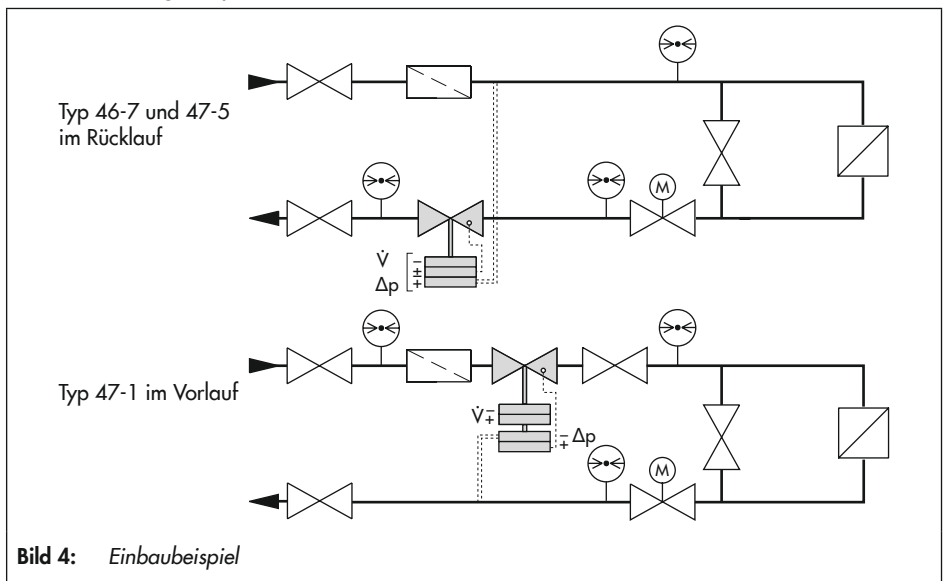 Typ 46-7 und 47-5
im Rücklauf
M
V̇
Δp
−
±
+
Typ 47-1 im Vorlauf
V̇
−
+
−
+
Δp
M
Bild 4: Einbaubeispiel